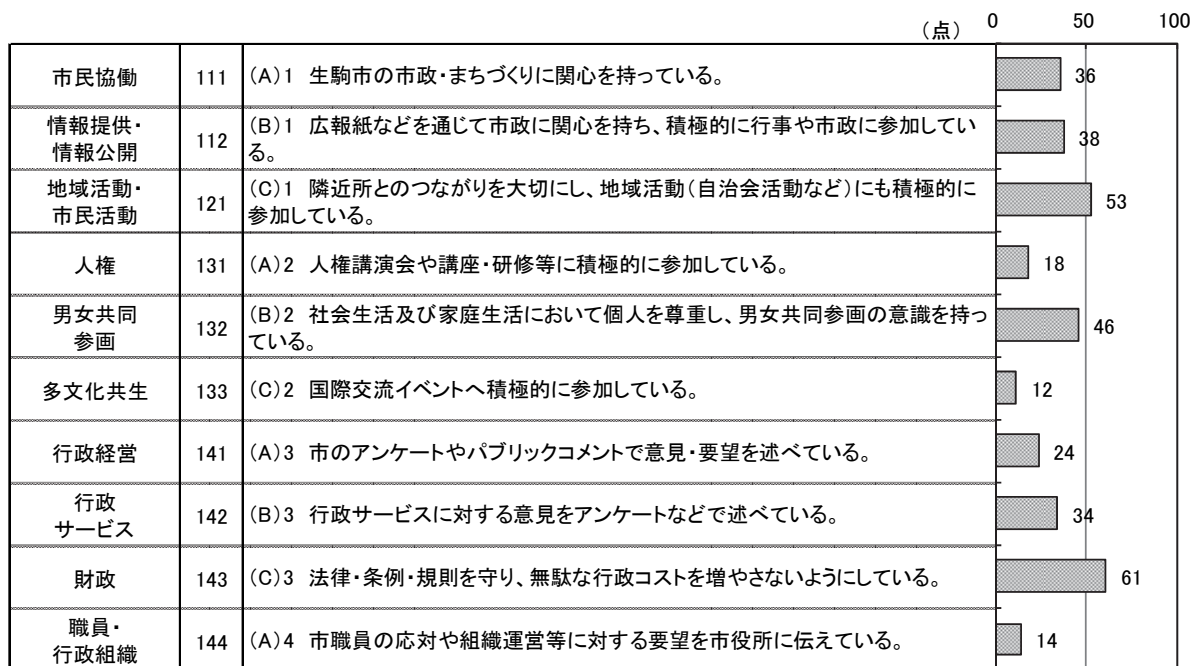 (点) 0 50 100
市民協働 111 (A)1 生駒市の市政・まちづくりに関心を持っている。 36
情報提供・
情報公開 112 (B)1 広報紙などを通じて市政に関心を持ち、積極的に行事や市政に参加してい
る。 38
地域活動・
市民活動 121 (C)1 隣近所とのつながりを大切にし、地域活動(自治会活動など)にも積極的に
参加している。 53
人権 131 (A)2 人権講演会や講座・研修等に積極的に参加している。 18
男女共同
参画 132 (B)2 社会生活及び家庭生活において個人を尊重し、男女共同参画の意識を持っ
ている。 46
多文化共生 133 (C)2 国際交流イベントへ積極的に参加している。 12
行政経営 141 (A)3 市のアンケートやパブリックコメントで意見・要望を述べている。 24
行政
サービス 142 (B)3 行政サービスに対する意見をアンケートなどで述べている。 34
財政 143 (C)3 法律・条例・規則を守り、無駄な行政コストを増やさないようにしている。 61
職員・
行政組織 144 (A)4 市職員の応対や組織運営等に対する要望を市役所に伝えている。 14